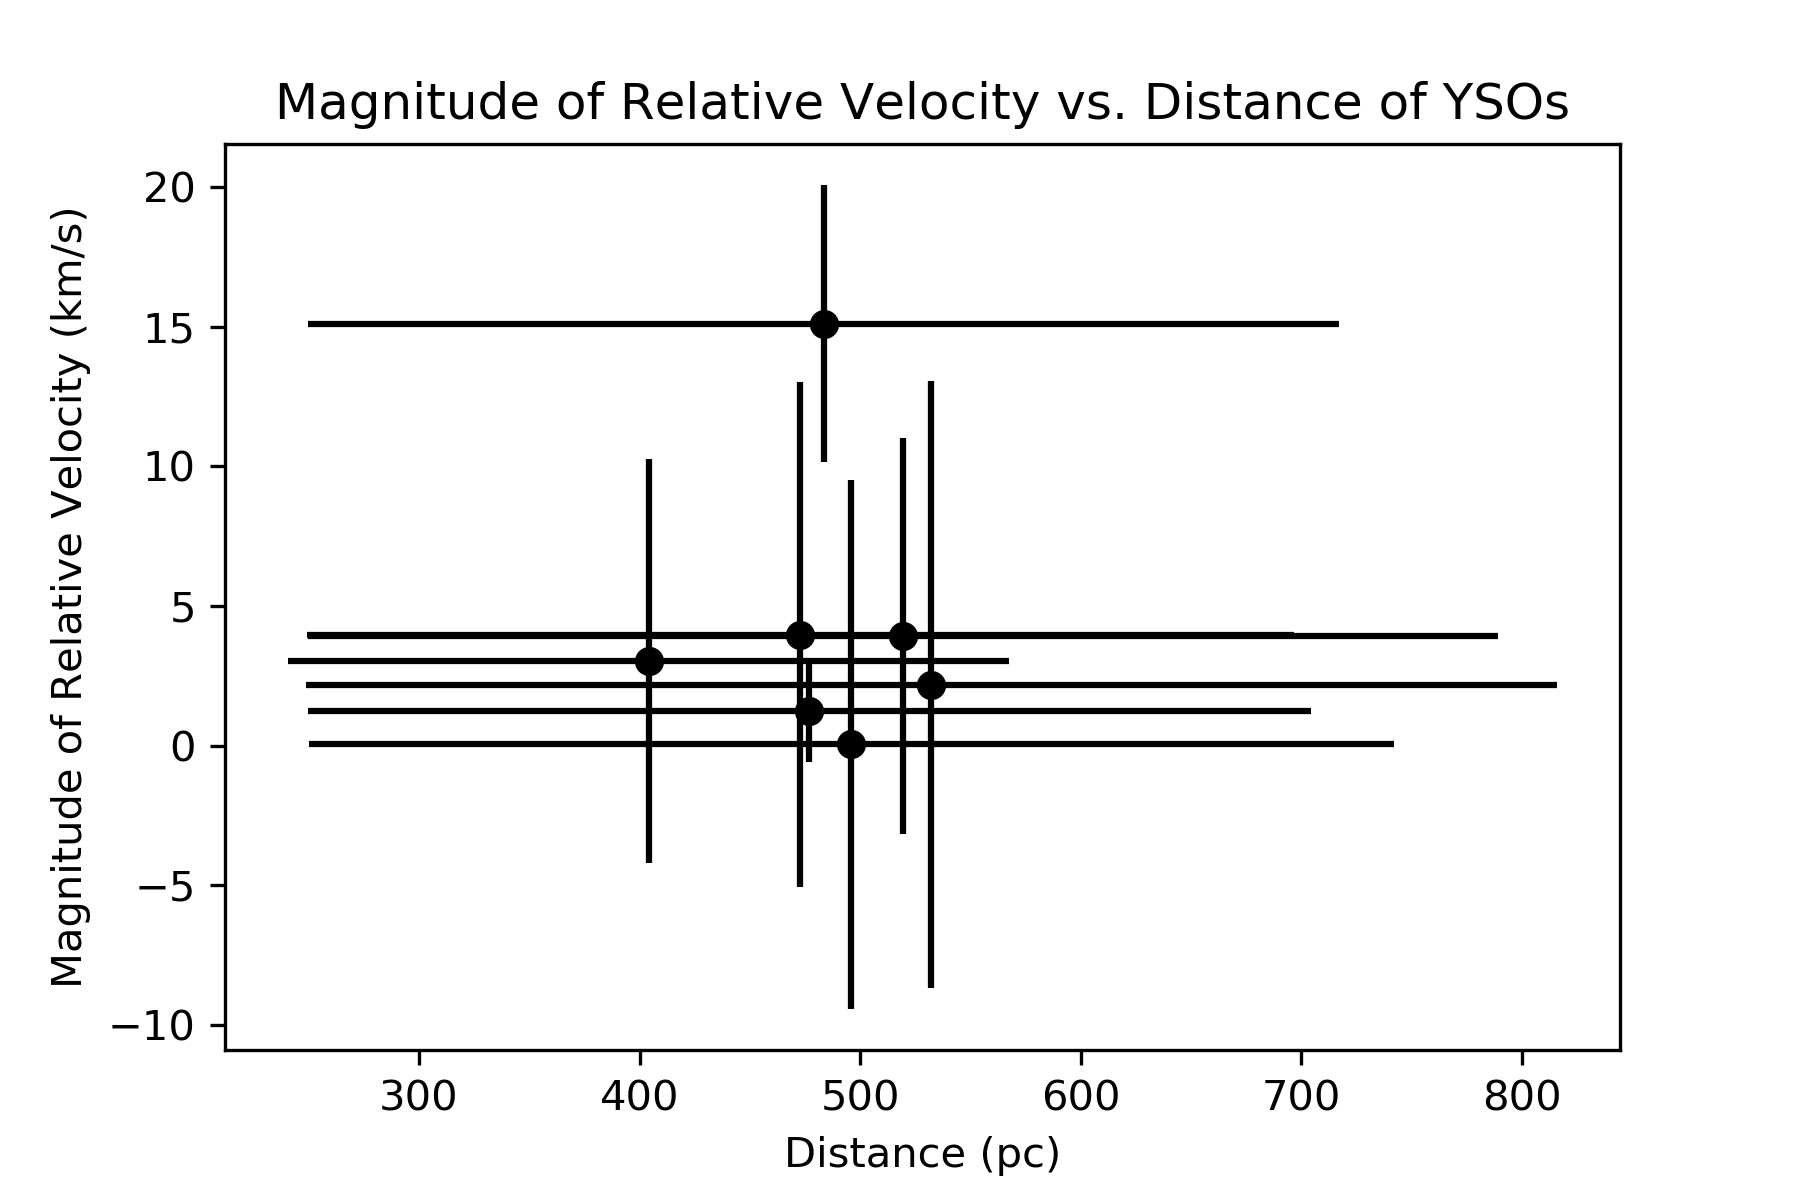 Magnitude of Relative Velocity vs. Distance of YSOs
Magnitude of Relative Velocity (km/s)
20
15
10
5
0
−5
−10
300 400 500 600 700 800
Distance (pc)